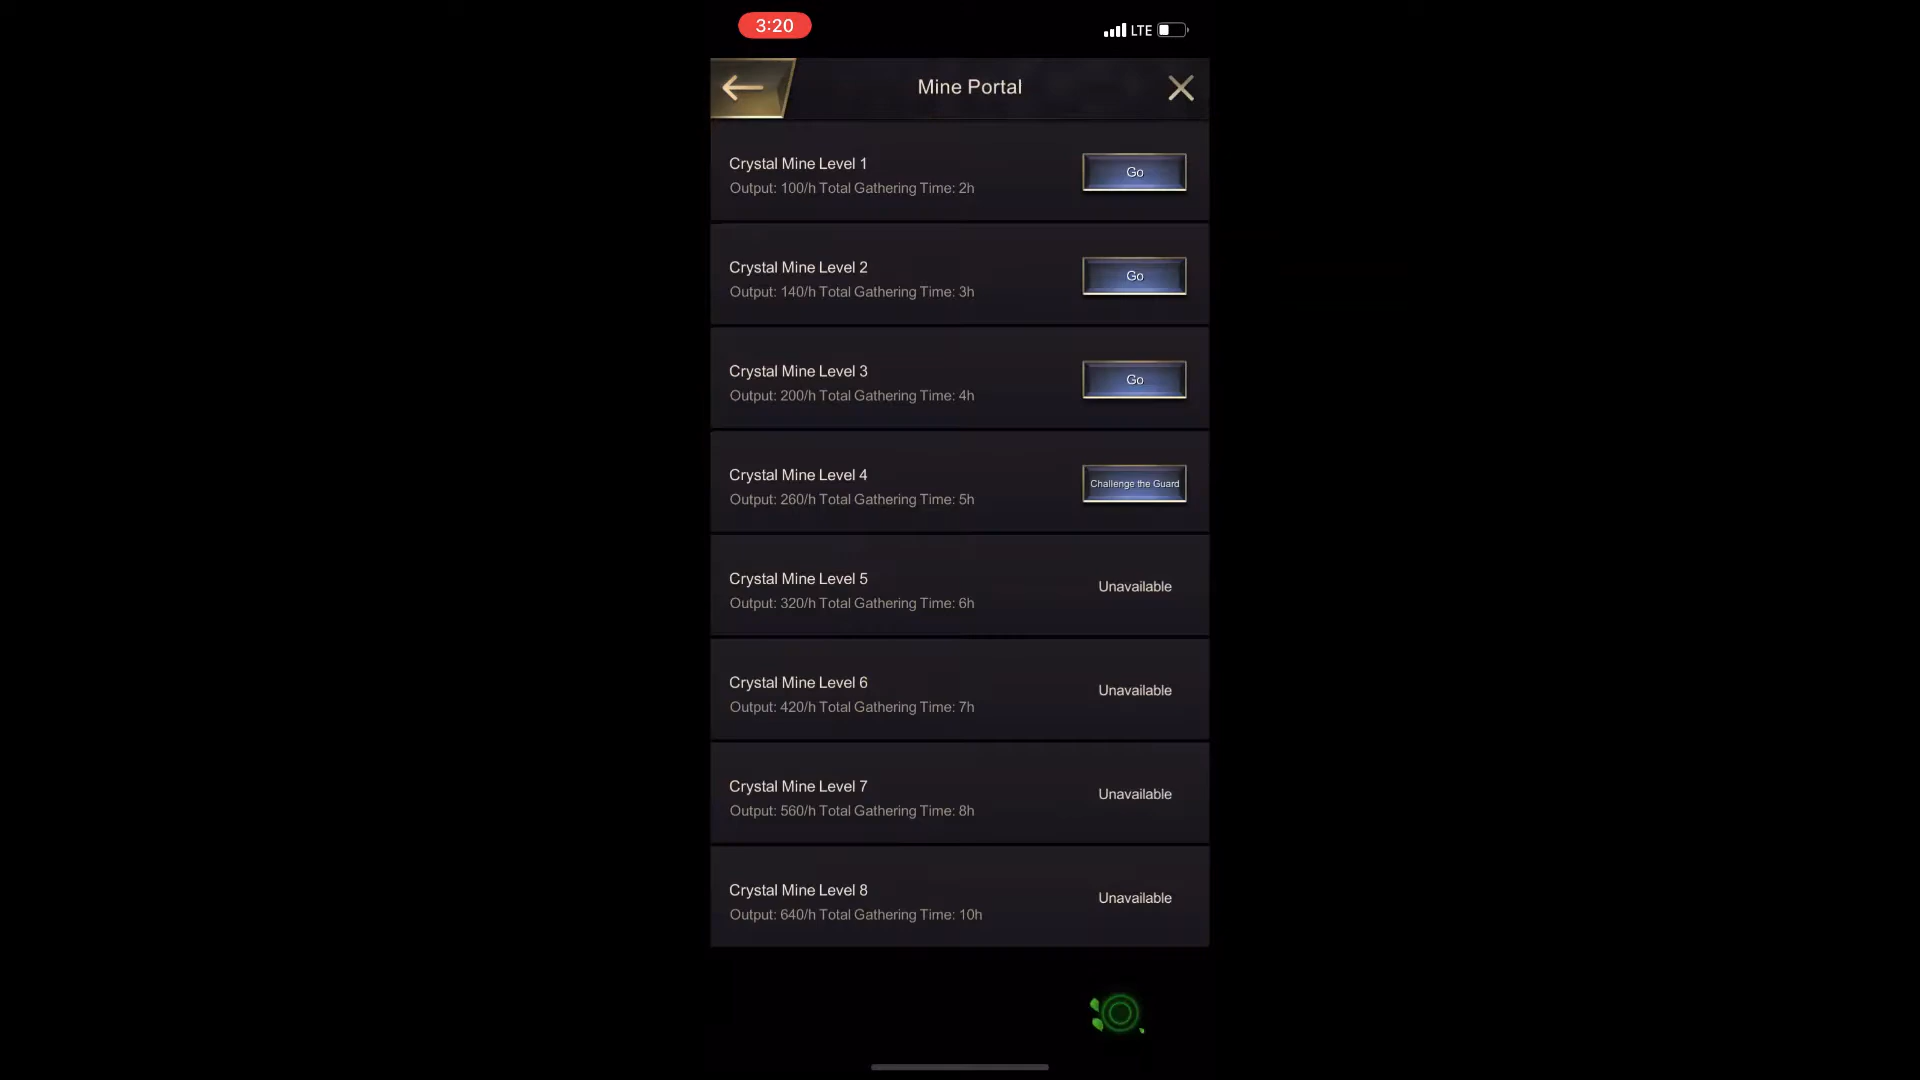 3:20
LTE
Mine Portal
Crystal Mine Level 1
Output: 100/h Total Gathering Time: 2h
Go
Crystal Mine Level 2
Output: 140/h Total Gathering Time: 3h
Go
Crystal Mine Level 3
Output: 200/h Total Gathering Time: 4h
Go
Crystal Mine Level 4
Output: 260/h Total Gathering Time: 5h
Challenge the Guard
Crystal Mine Level 5
Output: 320/h Total Gathering Time: 6h
Unavailable
Crystal Mine Level 6
Output: 420/h Total Gathering Time: 7h
Unavailable
Crystal Mine Level 7
Output: 560/h Total Gathering Time: 8h
Unavailable
Crystal Mine Level 8
Output: 640/h Total Gathering Time: 10h
Unavailable